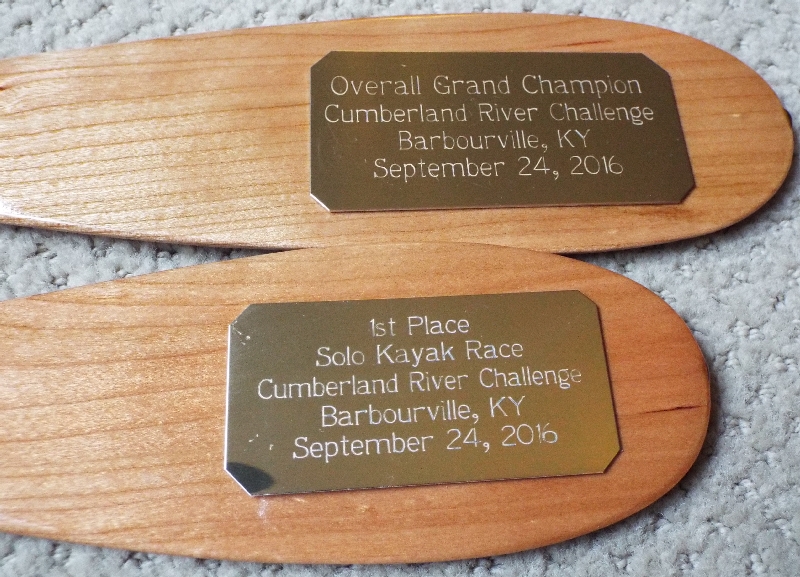 Overall Grand Champion
Cumberland River Challenge
Barbourville, KY
September 24, 2016
1st Place
Solo Kayak Race
Cumberland River Challenge
Barbourville, KY
September 24, 2016